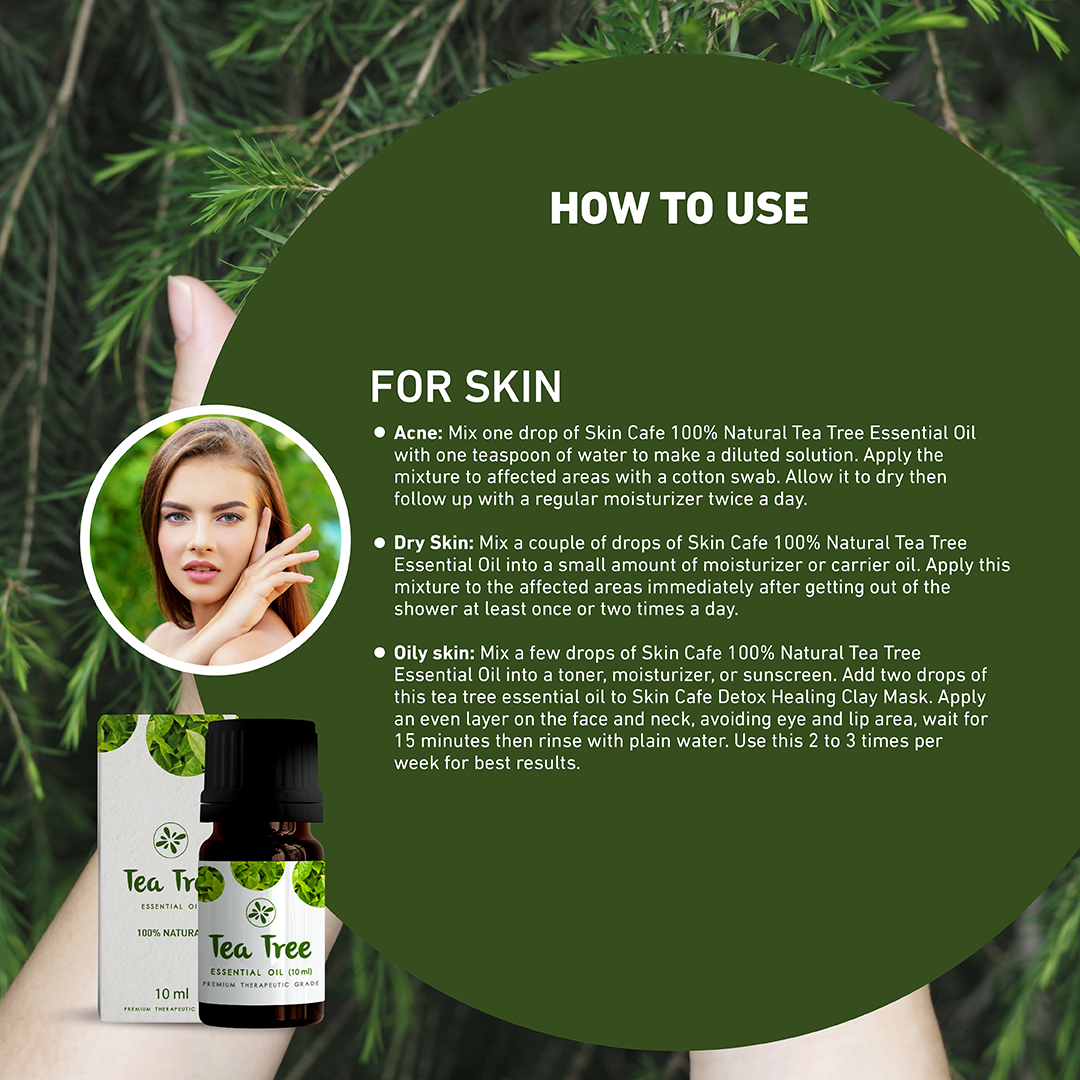 HOW TO USE
FOR SKIN
● Acne: Mix one drop of Skin Cafe 100% Natural Tea Tree Essential Oil
with one teaspoon of water to make a diluted solution. Apply the
mixture to affected areas with a cotton swab. Allow it to dry then
follow up with a regular moisturizer twice a day.
● Dry Skin: Mix a couple of drops of Skin Cafe 100% Natural Tea Tree
Essential Oil into a small amount of moisturizer or carrier oil. Apply this
mixture to the affected areas immediately after getting out of the
shower at least once or two times a day.
● Oily skin: Mix a few drops of Skin Cafe 100% Natural Tea Tree
Essential Oil into a toner, moisturizer, or sunscreen. Add two drops of
this tea tree essential oil to Skin Cafe Detox Healing Clay Mask. Apply
an even layer on the face and neck, avoiding eye and lip area, wait for
15 minutes then rinse with plain water. Use this 2 to 3 times per
week for best results.
Tea Tr
ESSENTIAL OI
100% NATURA
10 ml
PREMIUM THERAPEUTIC
Tea Tree
ESSENTIAL OIL (10 ml)
PREMIUM THERAPEUTIC GRADE